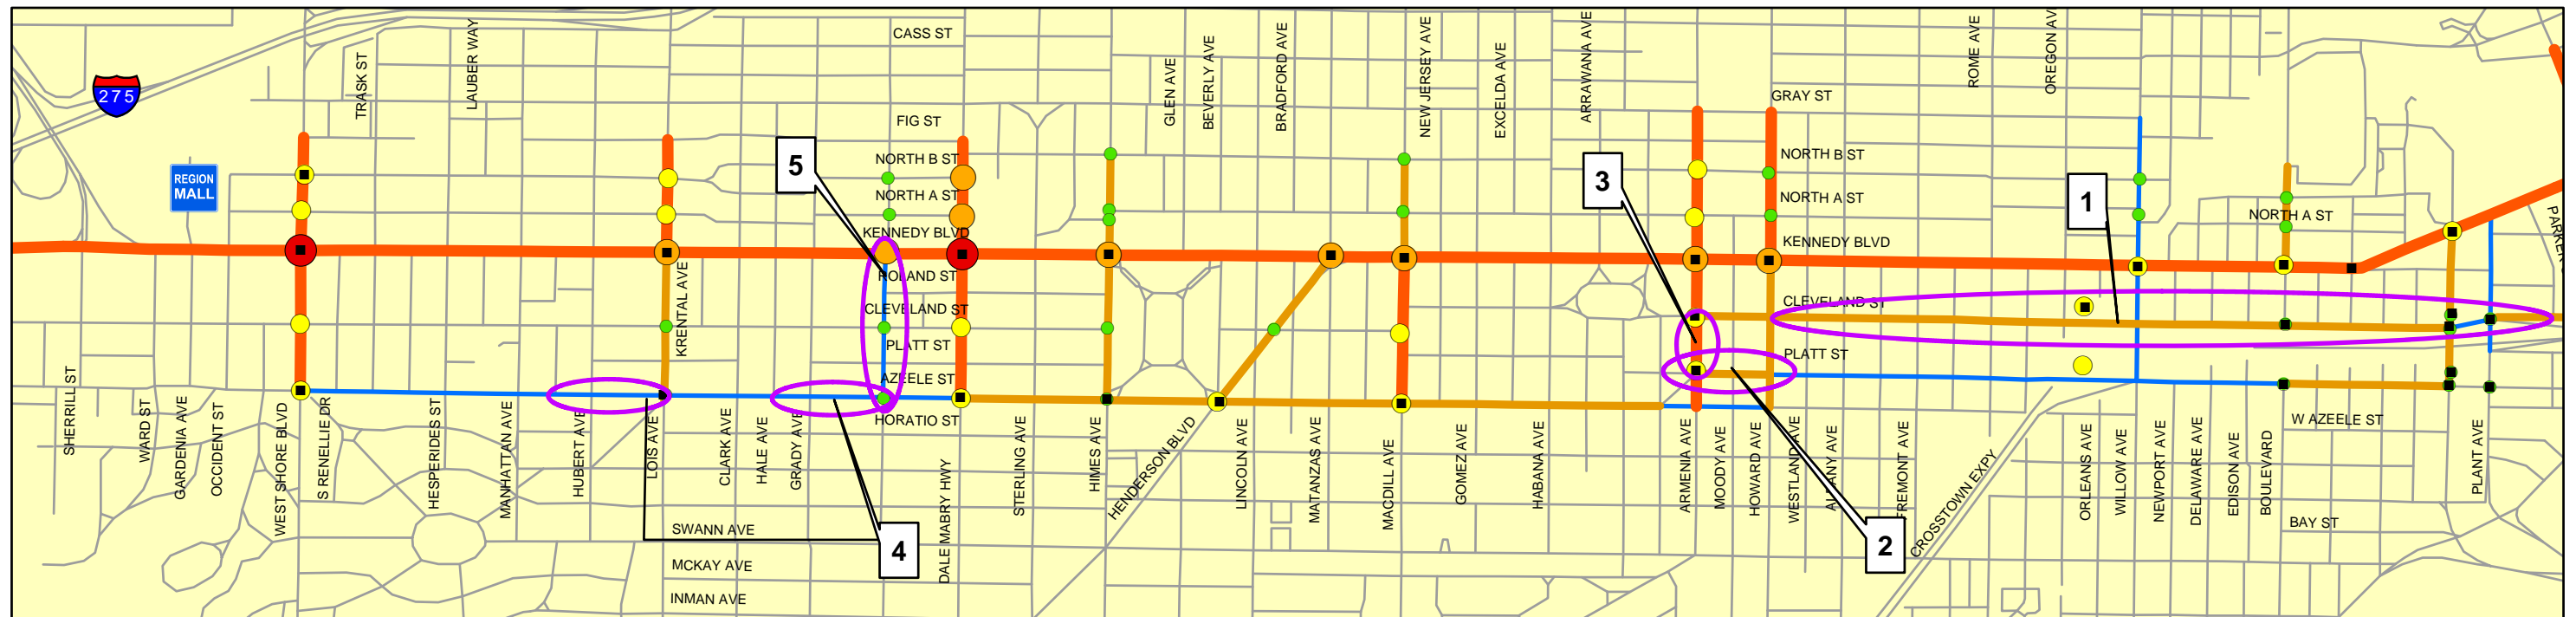 CASS ST
GRAY ST
FIG ST
275
REGION
MALL
NORTH B ST
NORTH A ST
KENNEDY BLVD
CLEVELAND ST
PLATT ST
AZEELE ST
HORATIO ST
NORTH B ST
NORTH A ST
KENNEDY BLVD
CLEVELAND ST
PLATT ST
NORTH A ST
W AZEELE ST
BAY ST
SWANN AVE
MCKAY AVE
INMAN AVE
TRASK ST
LAUBER WAY
GLEN AVE
BEVERLY AVE
BRADFORD AVE
NEW JERSEY AVE
EXCELDA AVE
ARRAWANA AVE
ROME AVE
OREGON AV
5
3
1
4
2
SHERRILL ST
WARD ST
GARDENIA AVE
OCCIDENT ST
WEST SHORE BLVD
S RENELLIE DR
HESPERIDES ST
MANHATTAN AVE
HUBERT AVE
LOIS AVE
KRENTAL AVE
CLARK AVE
HALE AVE
GRADY AVE
DALE MABRY HWY
STERLING AVE
HIMES AVE
HENDERSON BLVD
LINCOLN AVE
MATANZAS AVE
MACDILL AVE
GOMEZ AVE
HABANA AVE
ARMENIA AVE
MOODY AVE
HOWARD AVE
WESTLAND AVE
FREMONT AVE
CROSSTOWN EXPY
ORLEANS AVE
WILLOW AVE
NEWPORT AVE
DELAWARE AVE
EDISON AVE
BOULEVARD
PLANT AVE
PARKER